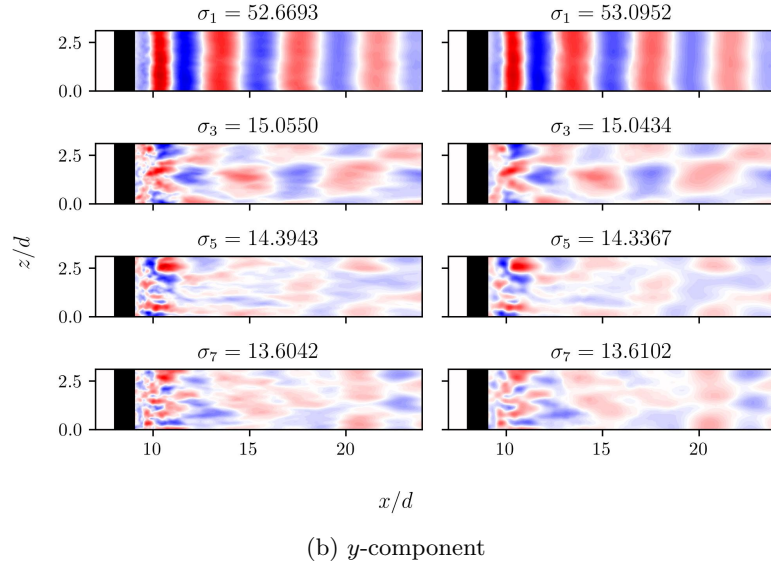 σ₁ = 52.6693 σ₁ = 53.0952
2.5
0.0
σ₃ = 15.0550 σ₃ = 15.0434
2.5
0.0
σ₅ = 14.3943 σ₅ = 14.3367
z/d
2.5
0.0
σ₇ = 13.6042 σ₇ = 13.6102
2.5
0.0
10 15 20 10 15 20
x/d
(b) y-component